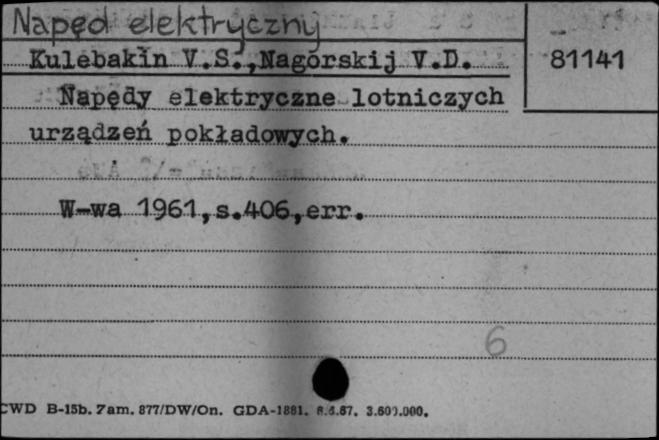 Napęd elektryczny
Kulebakin V.S.,Nagorskij V.D.
81141
Napędy elektryczne lotniczych
urządzeń pokładowych.
W-wa 1961,s.406,err.
6
CWD B-15b. Zam. 877/DW/On. GDA-1881. 3.600.000.